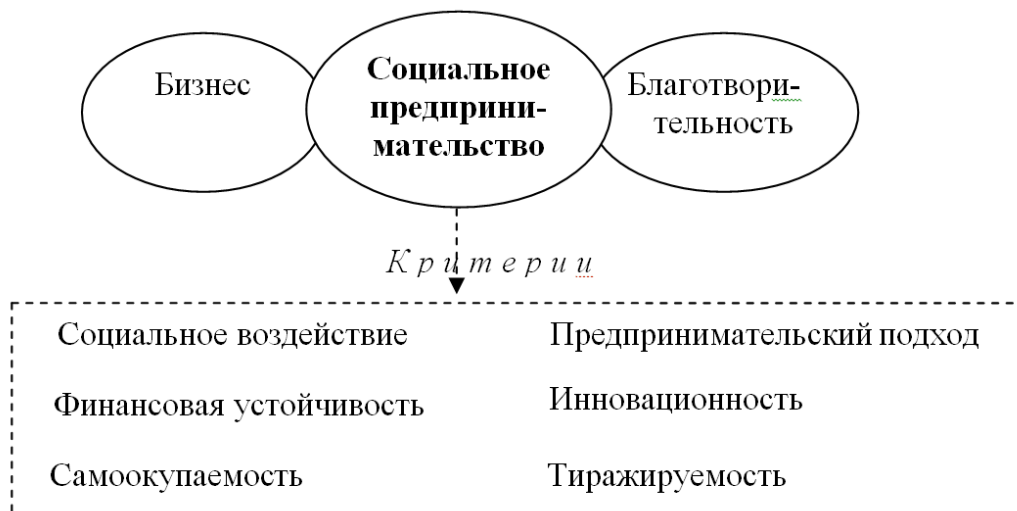 Бизнес
Социальное
предприни-
мательство
Благотвори-
тельность
Критерии
Социальное воздействие
Предпринимательский подход
Финансовая устойчивость
Инновационность
Самоокупаемость
Тиражируемость